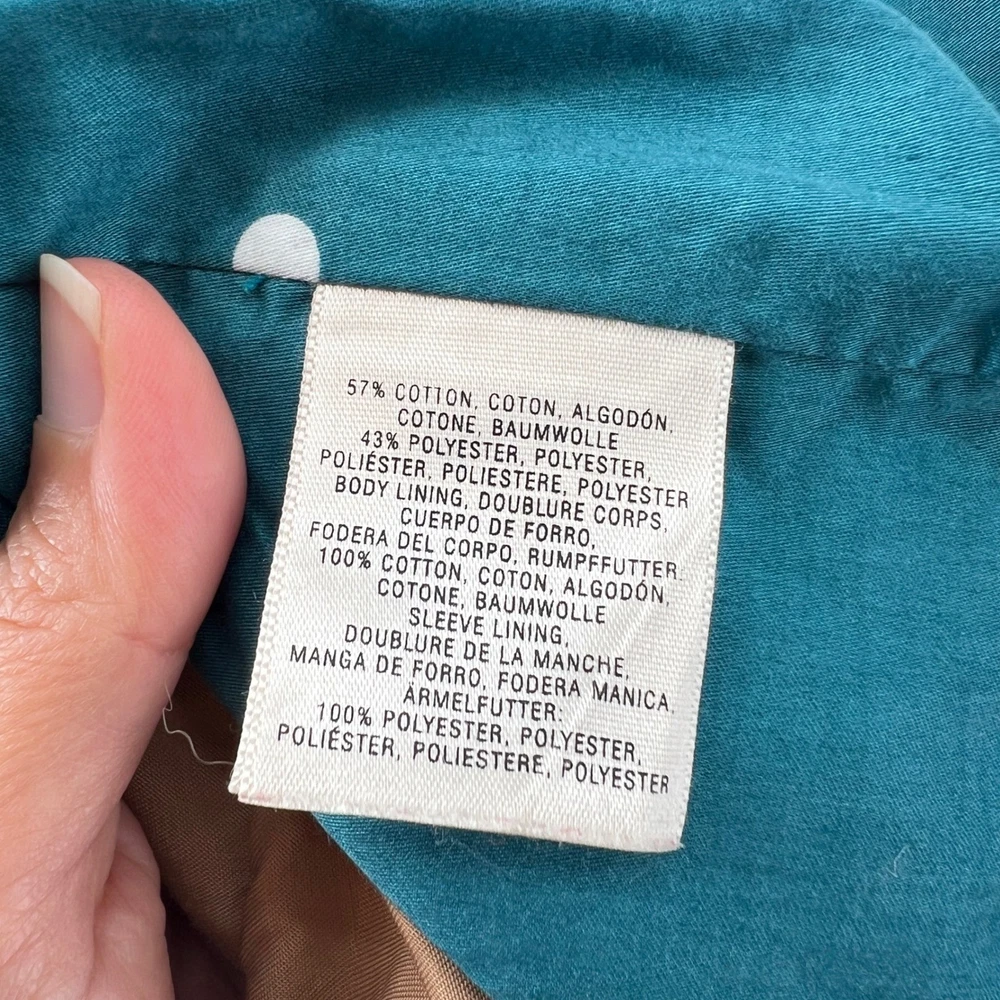 57% COTTON, COTON, ALGODÓN,
COTONE, BAUMWOLLE
43% POLYESTER, POLYESTER,
POLIÉSTER, POLIESTERE, POLYESTER
BODY LINING, DOUBLURE CORPS,
CUERPO DE FORRO,
FODERA DEL CORPO, RUMPFFUTTER:
100% COTTON, COTON, ALGODÓN,
COTONE, BAUMWOLLE
SLEEVE LINING,
DOUBLURE DE LA MANCHE,
MANGA DE FORRO, FODERA MANICA,
ÄRMELFUTTER:
100% POLYESTER, POLYESTER,
POLIÉSTER, POLIESTERE, POLYESTER